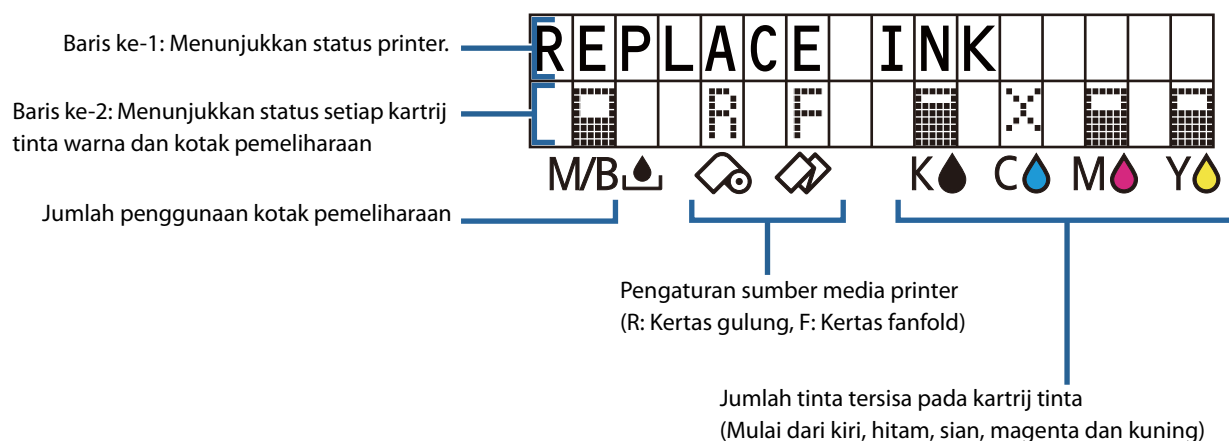 REPLACE INK
Baris ke-1: Menunjukkan status printer.
Baris ke-2: Menunjukkan status setiap kartrij
tinta warna dan kotak pemeliharaan
R F X
M/B K C M Y
Jumlah penggunaan kotak pemeliharaan
Pengaturan sumber media printer
(R: Kertas gulung, F: Kertas fanfold)
Jumlah tinta tersisa pada kartrij tinta
(Mulai dari kiri, hitam, sian, magenta dan kuning)